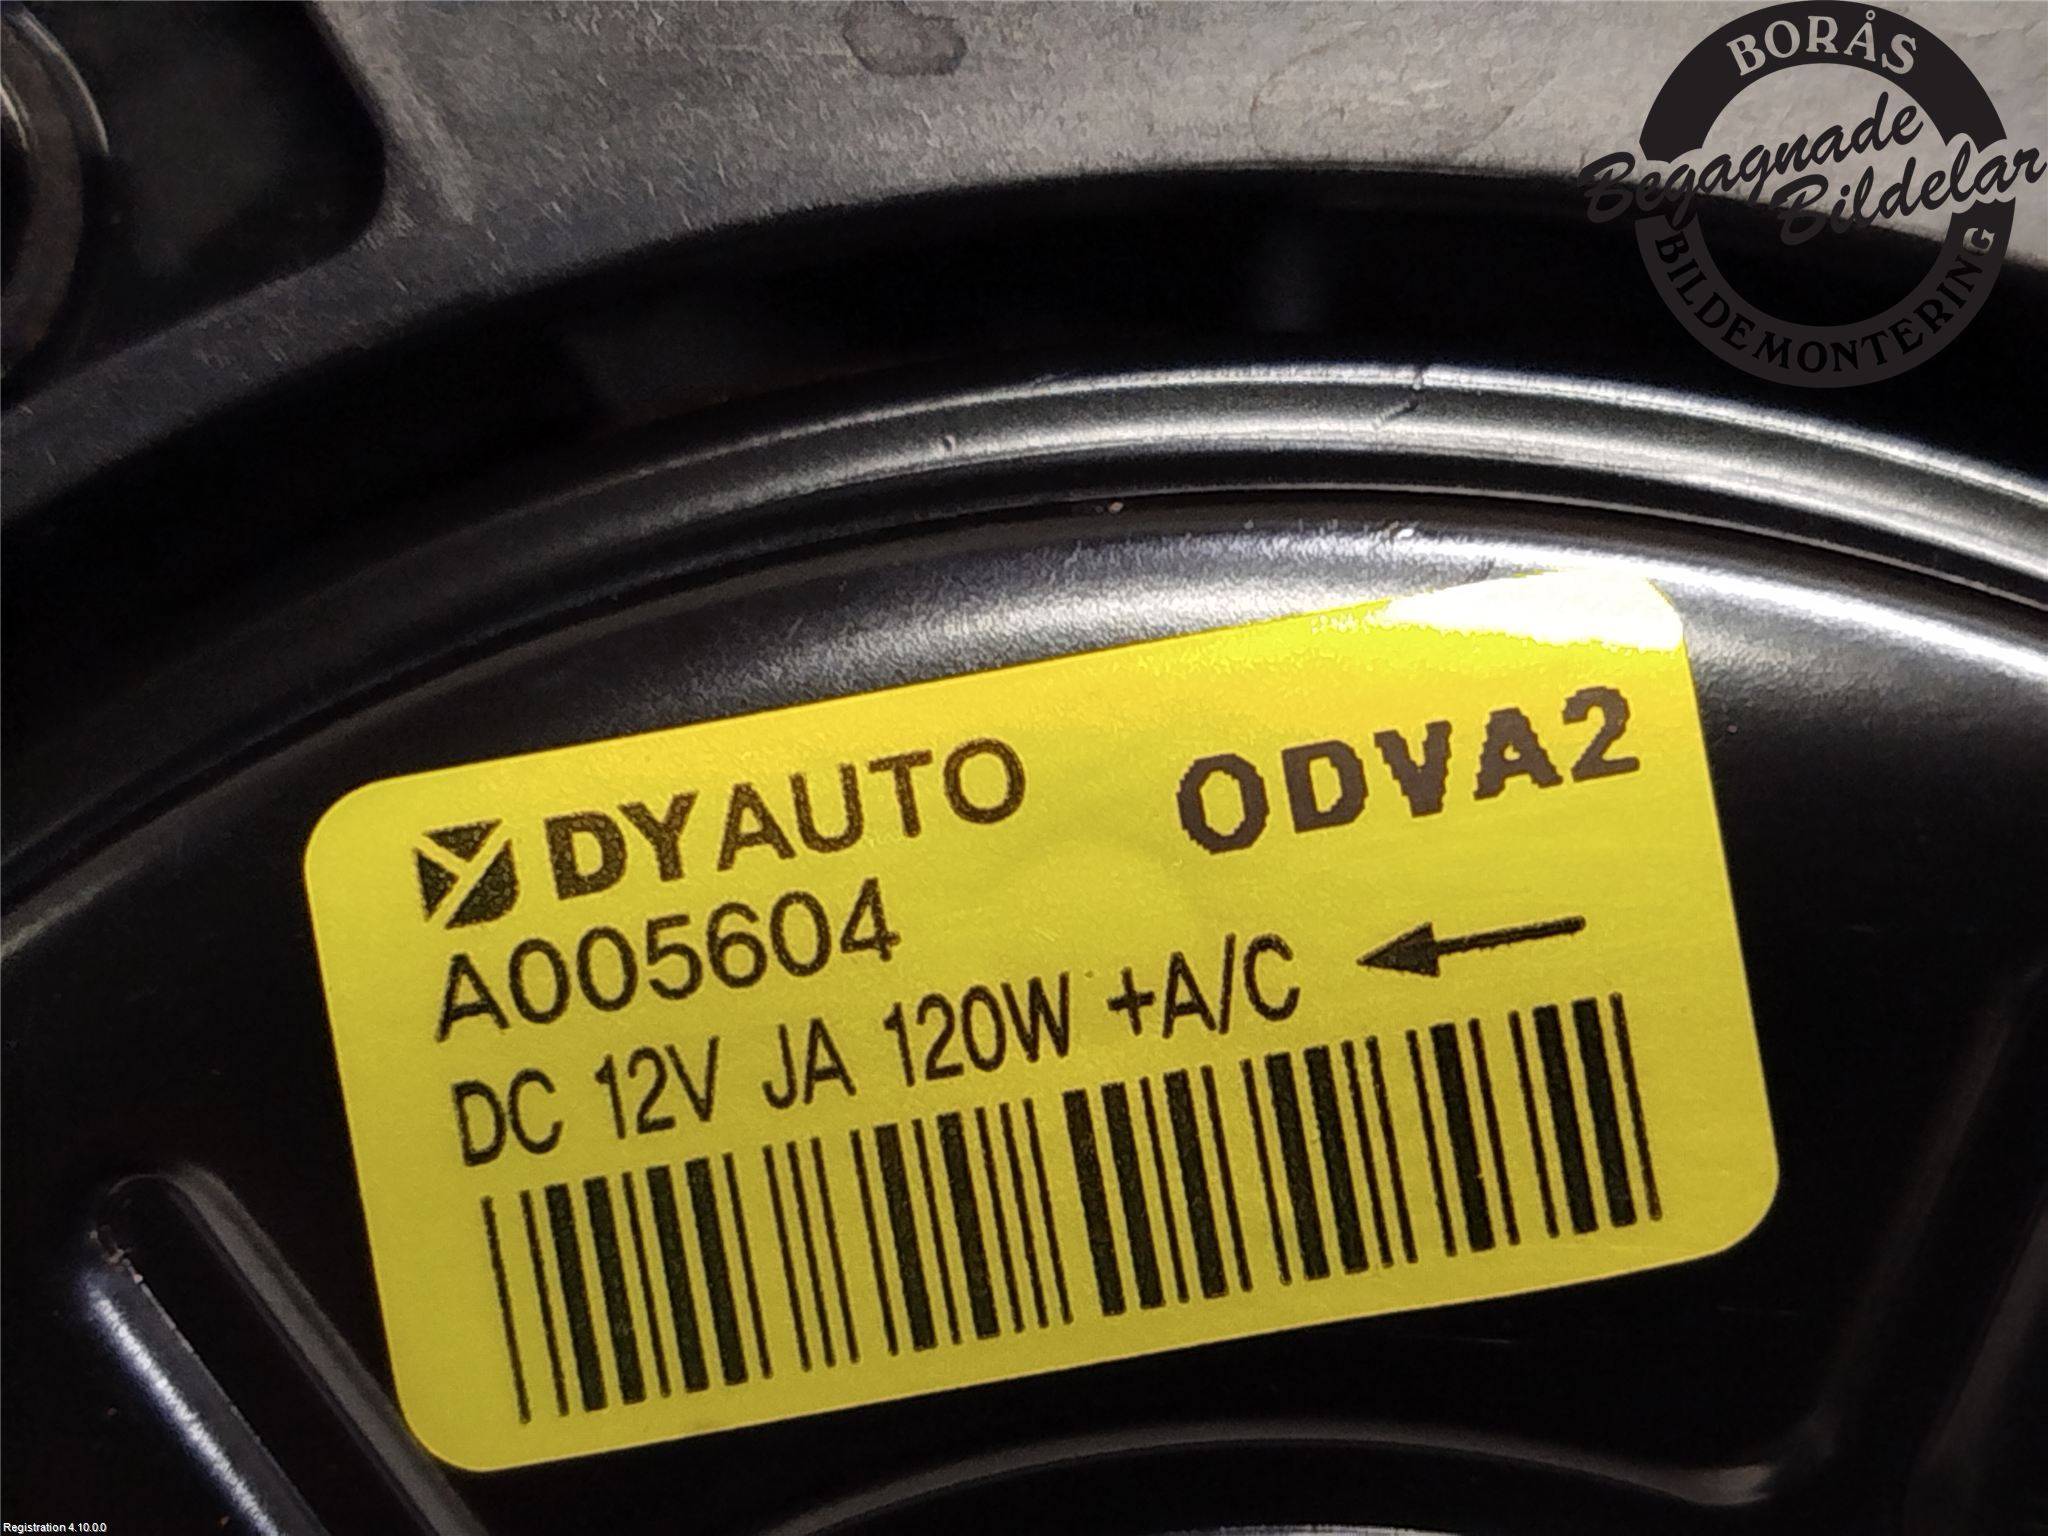 BORÅS
Begagnade
Bildelar
BILDEMONTERING
DYAUTO ODVA2
A005604
DC 12V JA 120W +A/C ←
Registration 4.10.0.0